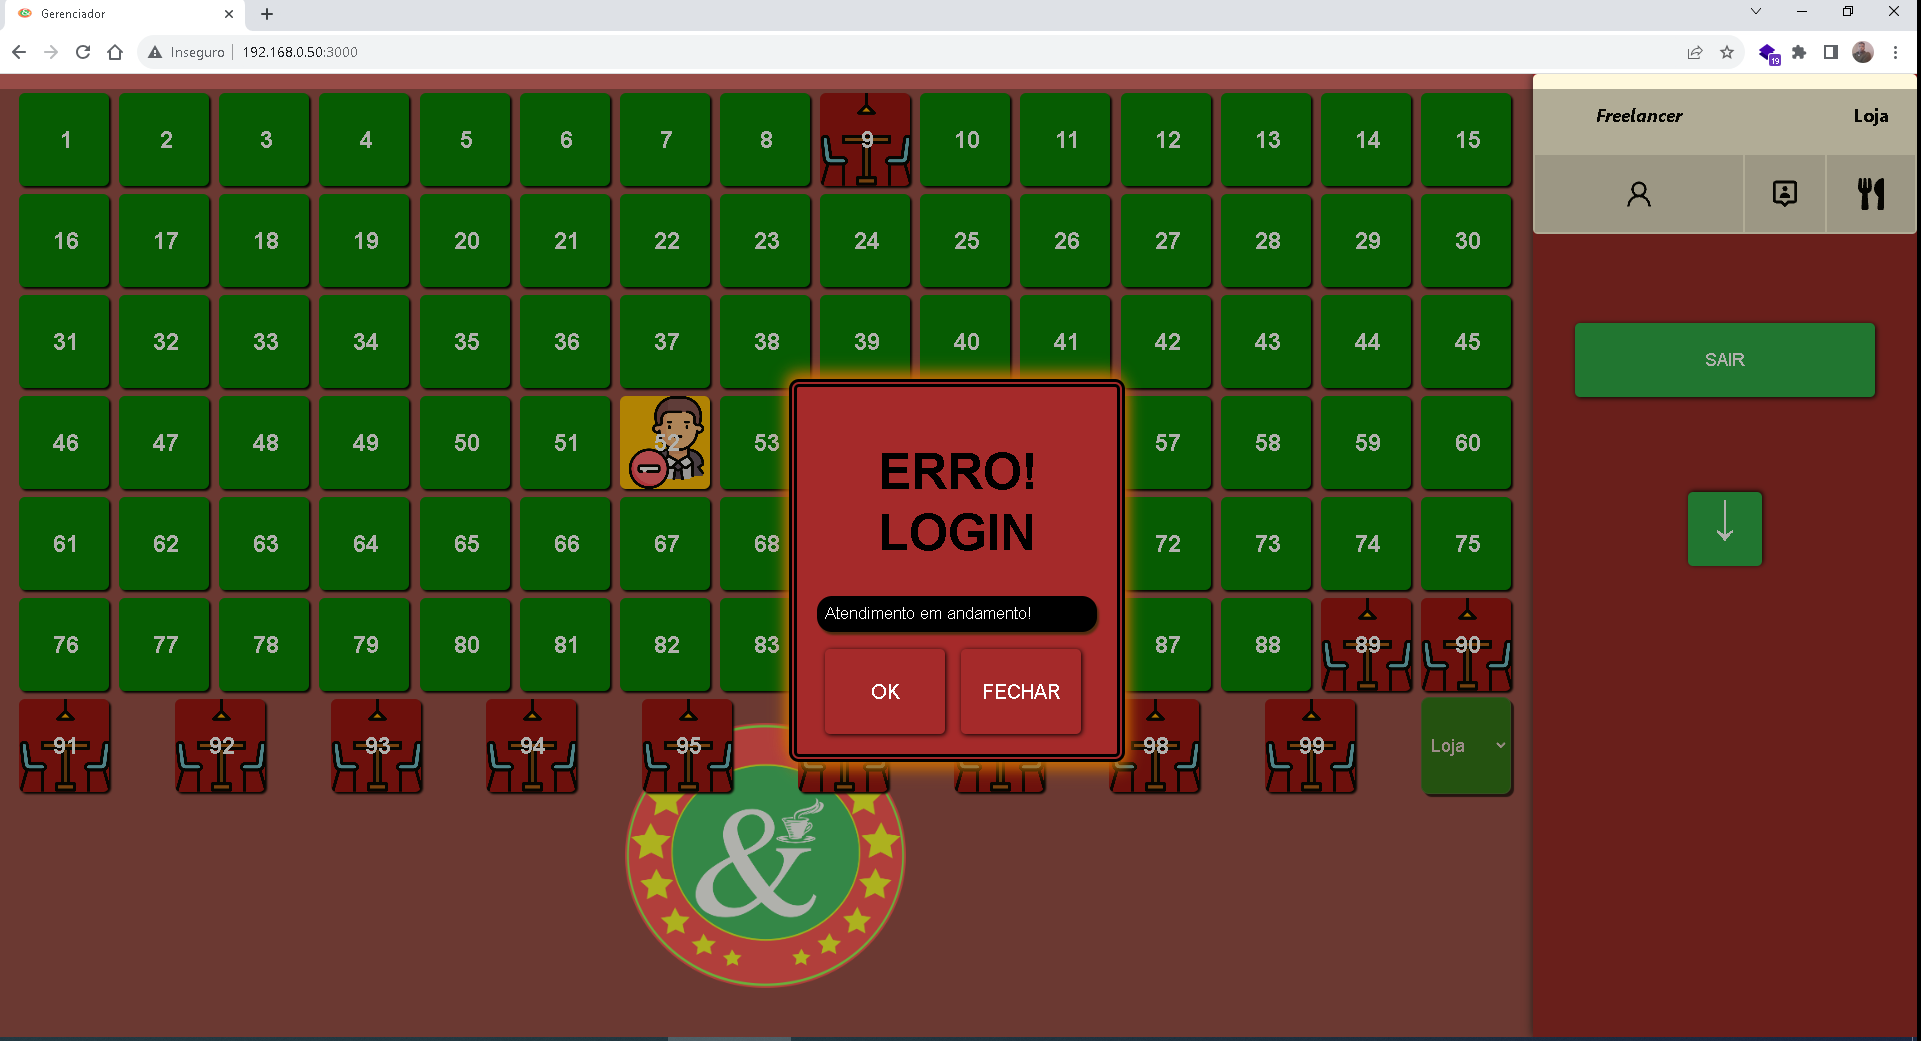 Gerenciador
Inseguro 192.168.0.50:3000
19
Freelancer Loja
1 2 3 4 5 6 7 8 9 10 11 12 13 14 15
16 17 18 19 20 21 22 23 24 25 26 27 28 29 30
31 32 33 34 35 36 37 38 39 40 41 42 43 44 45
SAIR
46 47 48 49 50 51 52 53 57 58 59 60
61 62 63 64 65 66 67 68 72 73 74 75
76 77 78 79 80 81 82 83 87 88 89 90
91 92 93 94 95 98 99 Loja
ERRO!
LOGIN
Atendimento em andamento!
OK FECHAR
&